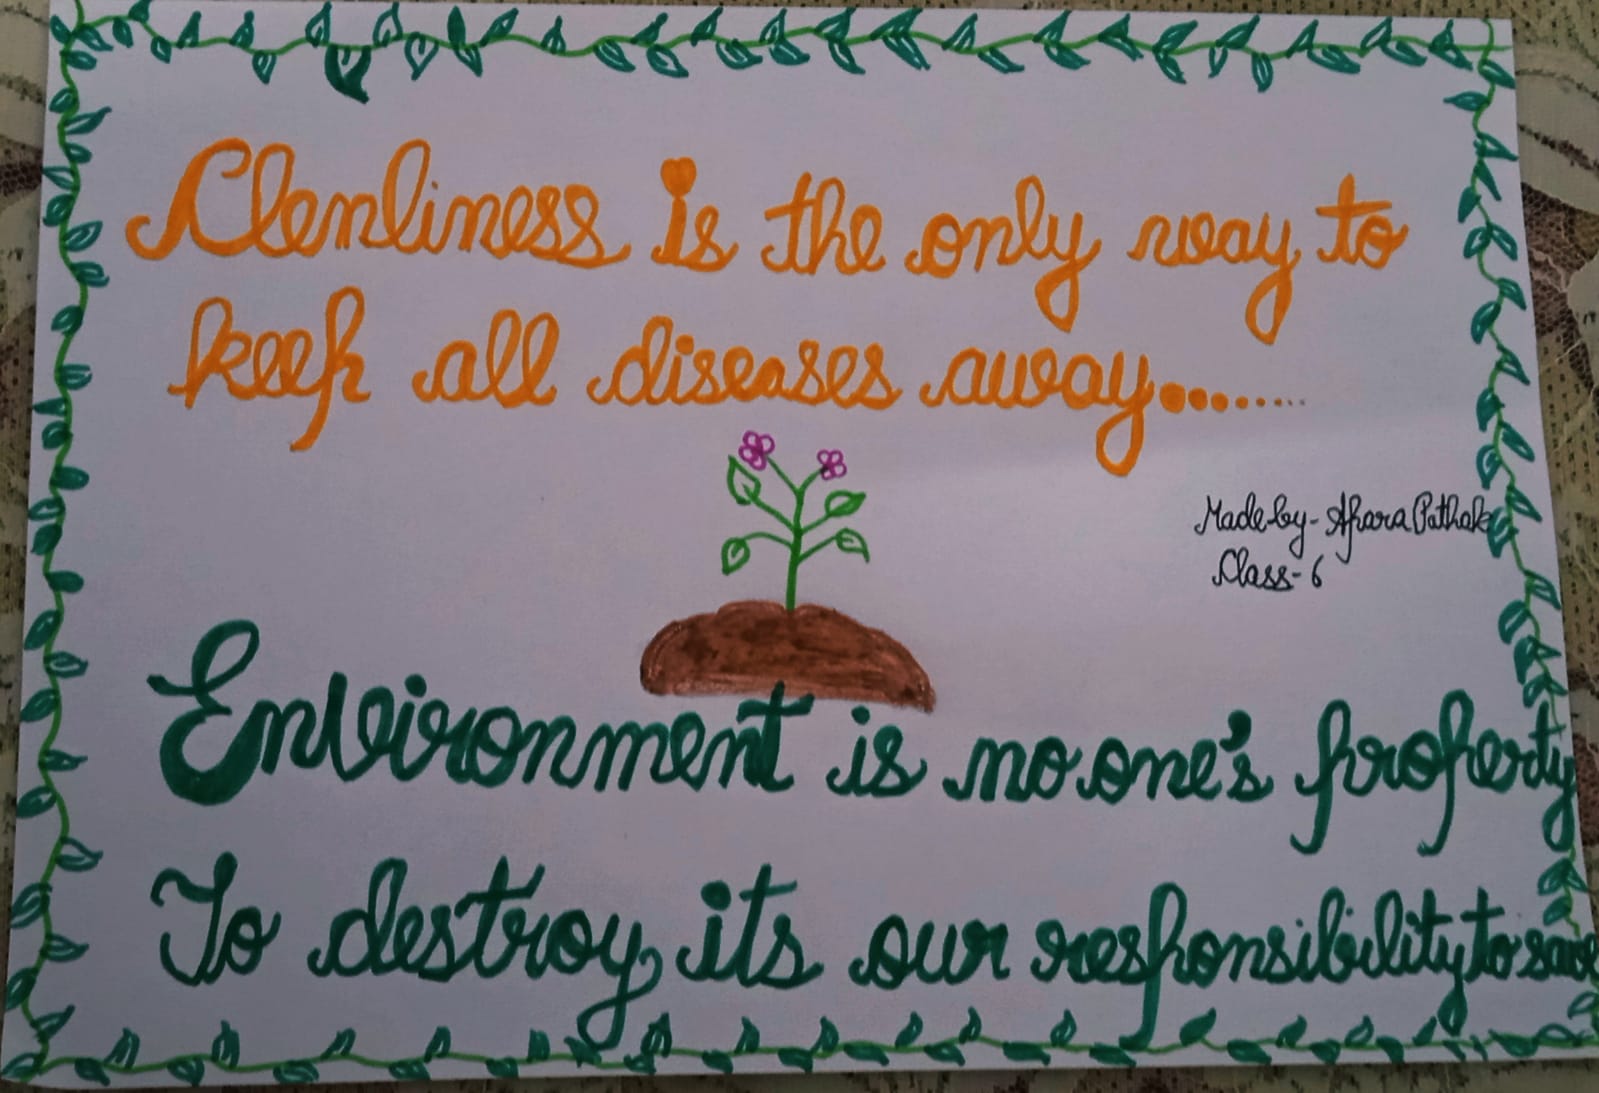 Clenliness is the only way to
keep all diseases away........
Made by - Apara Pathak
Class - 6
Environment is no one's property
To destroy, its our responsibility to save